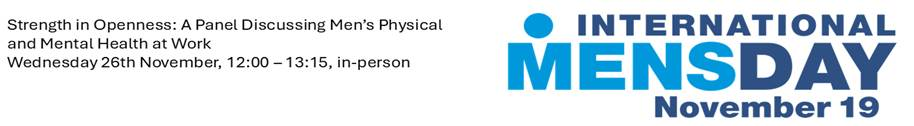 Strength in Openness: A Panel Discussing Men’s Physical
and Mental Health at Work
Wednesday 26th November, 12:00 – 13:15, in-person
INTERNATIONAL
MENSDAY
November 19